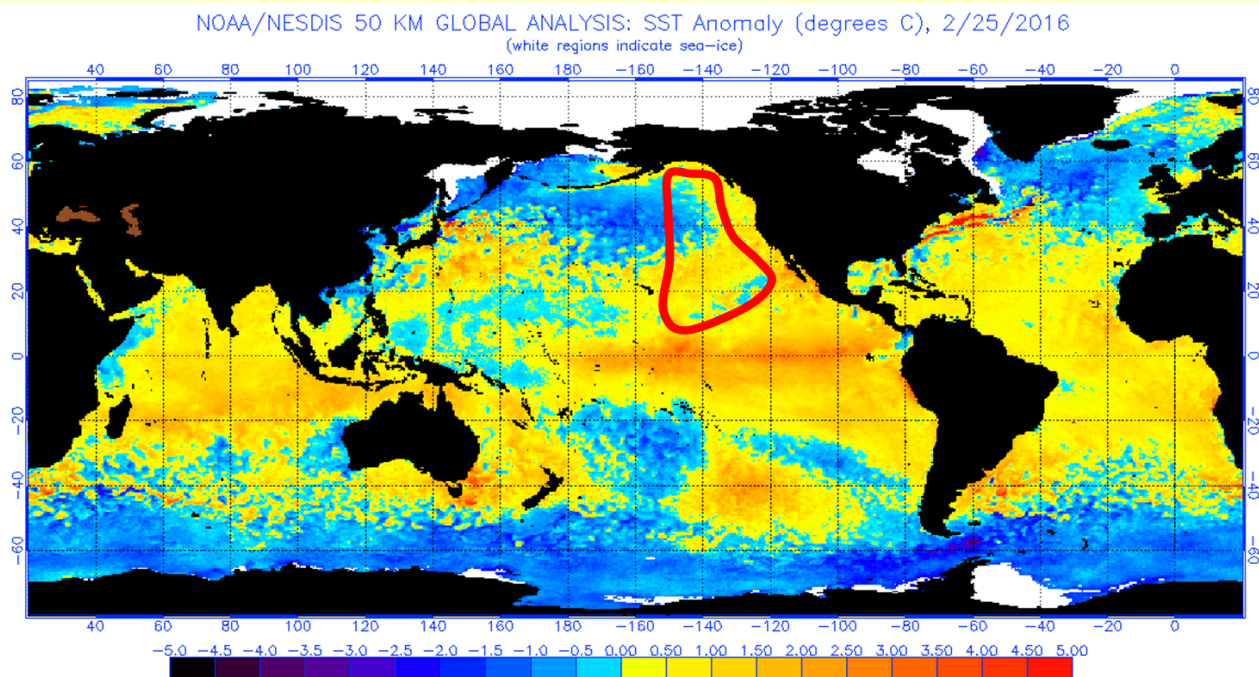 NOAA/NESDIS 50 KM GLOBAL ANALYSIS: SST Anomaly (degrees C), 2/25/2016
(white regions indicate sea-ice)
40 60 80 100 120 140 160 180 -160 -140 -120 -100 -80 -60 -40 -20 0
80 80
60 60
40 40
20 20
0 0
-20 -20
-40 -40
-60 -60
40 60 80 100 120 140 160 180 -160 -140 -120 -100 -80 -60 -40 -20 0
-5.0 -4.5 -4.0 -3.5 -3.0 -2.5 -2.0 -1.5 -1.0 -0.5 0.00 0.50 1.00 1.50 2.00 2.50 3.00 3.50 4.00 4.50 5.00